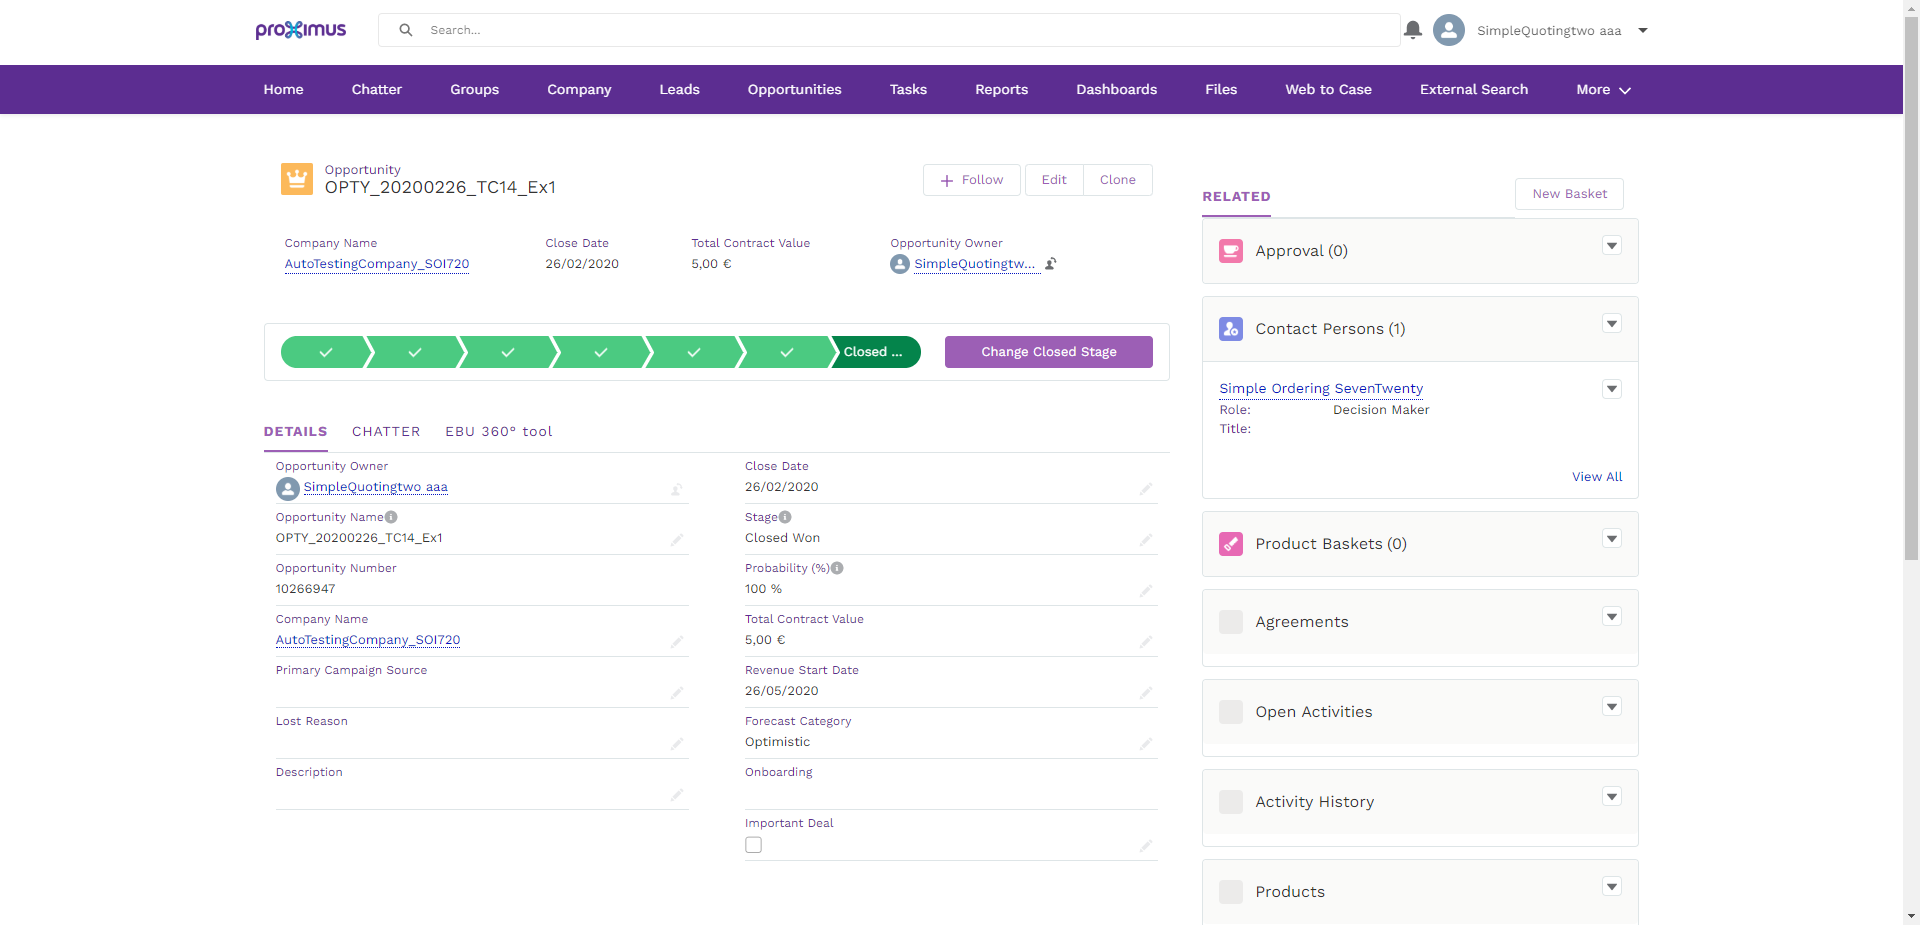 proximus
Search...
SimpleQuotingtwo aaa
Home Chatter Groups Company Leads Opportunities Tasks Reports Dashboards Files Web to Case External Search More
Opportunity
OPTY_20200226_TC14_Ex1
Follow Edit Clone
Company Name Close Date Total Contract Value Opportunity Owner
AutoTestingCompany_SOI720 26/02/2020 5,00 € SimpleQuotingtw...
Closed ... Change Closed Stage
DETAILS CHATTER EBU 360° tool
Opportunity Owner
SimpleQuotingtwo aaa
Opportunity Name
OPTY_20200226_TC14_Ex1
Opportunity Number
10266947
Company Name
AutoTestingCompany_SOI720
Primary Campaign Source
Lost Reason
Description
Close Date
26/02/2020
Stage
Closed Won
Probability (%)
100 %
Total Contract Value
5,00 €
Revenue Start Date
26/05/2020
Forecast Category
Optimistic
Onboarding
Important Deal
RELATED New Basket
Approval (0)
Contact Persons (1)
Simple Ordering SevenTwenty
Role: Decision Maker
Title:
View All
Product Baskets (0)
Agreements
Open Activities
Activity History
Products